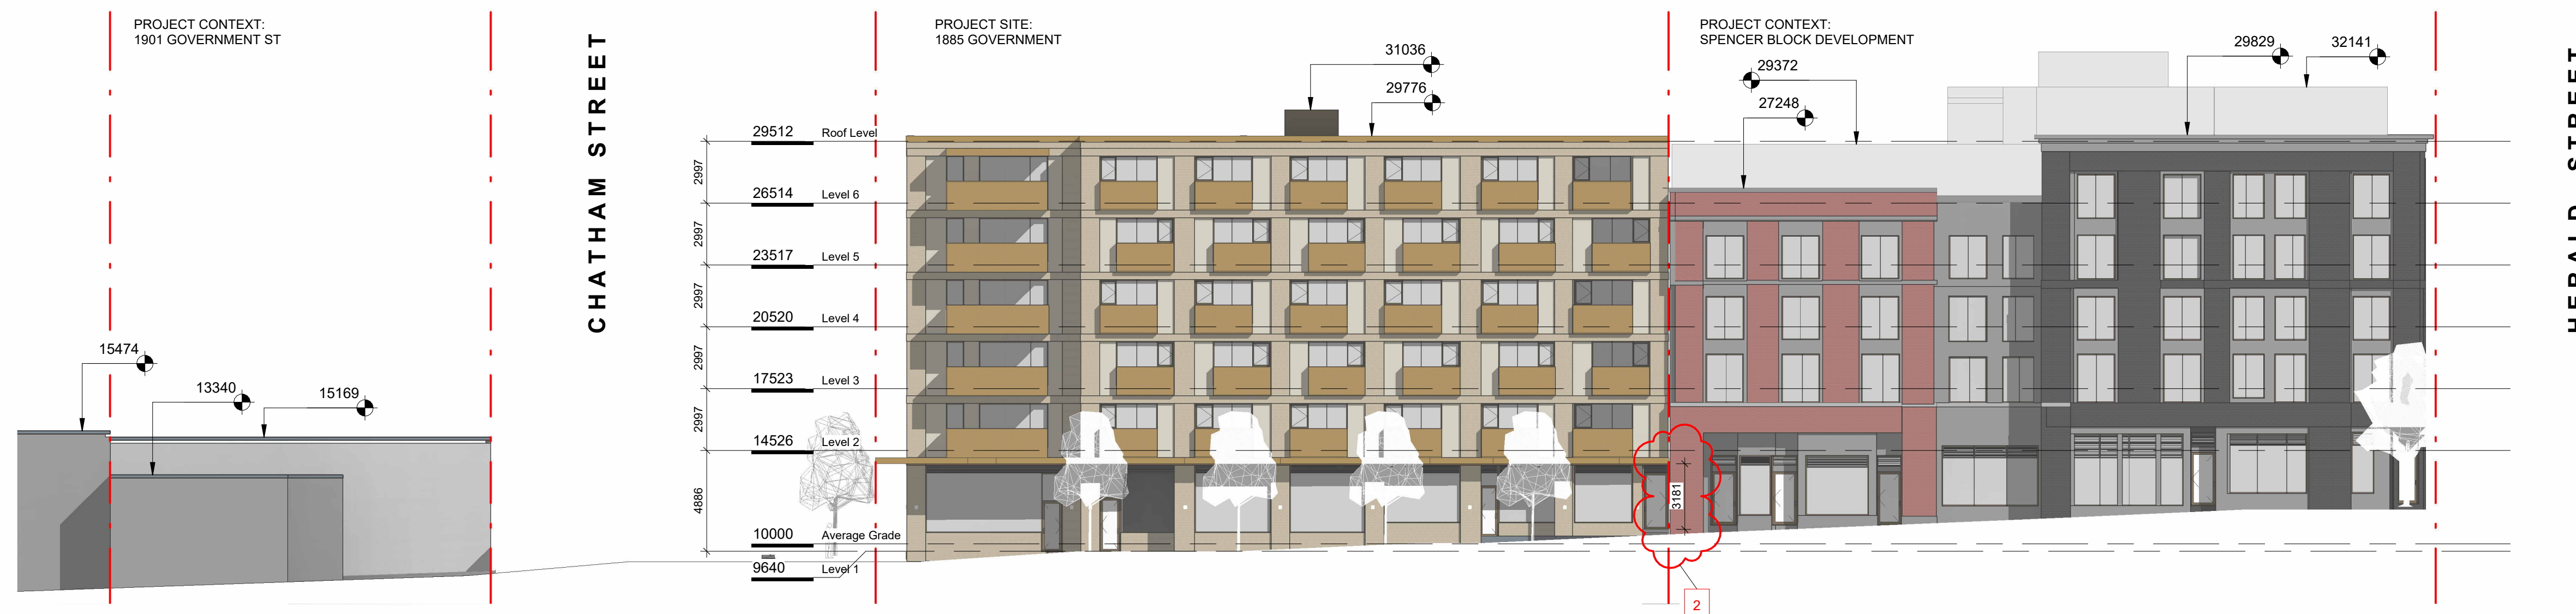 PROJECT CONTEXT:
1901 GOVERNMENT ST
CHATHAM STREET
PROJECT SITE:
1885 GOVERNMENT
PROJECT CONTEXT:
SPENCER BLOCK DEVELOPMENT
HERALD STREET
31036
29776
29372
27248
29829
32141
29512 Roof Level
2997
26514 Level 6
2997
23517 Level 5
2997
20520 Level 4
2997
17523 Level 3
2997
14526 Level 2
4886
10000 Average Grade
9640 Level 1
15474
13340
15169
3181
2